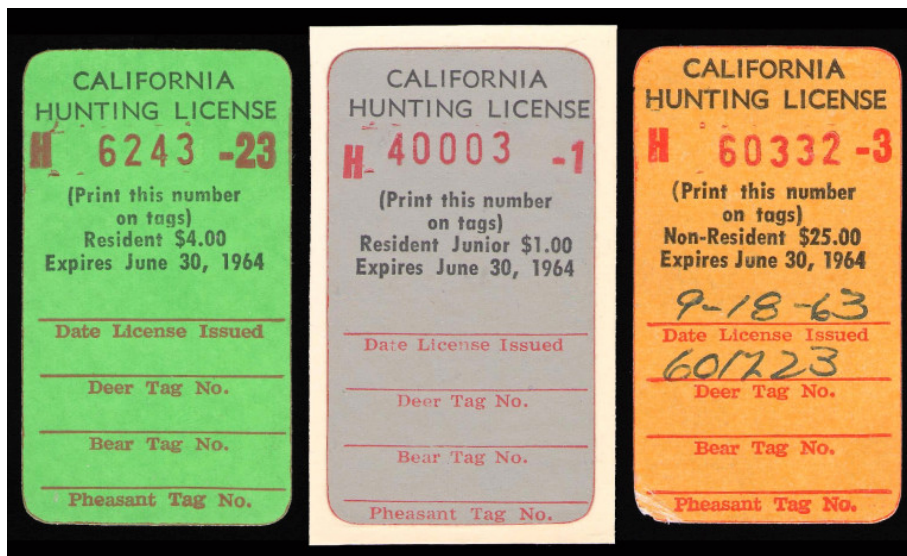 CALIFORNIA
HUNTING LICENSE
H 6243 -23
(Print this number
on tags)
Resident $4.00
Expires June 30, 1964
Date License Issued
Deer Tag No.
Bear Tag No.
Pheasant Tag No.
CALIFORNIA
HUNTING LICENSE
H 40003 -1
(Print this number
on tags)
Resident Junior $1.00
Expires June 30, 1964
Date License Issued
Deer Tag No.
Bear Tag No.
Pheasant Tag No.
CALIFORNIA
HUNTING LICENSE
H 60332 -3
(Print this number
on tags)
Non-Resident $25.00
Expires June 30, 1964
9-18-63
Date License Issued
601723
Deer Tag No.
Bear Tag No.
Pheasant Tag No.